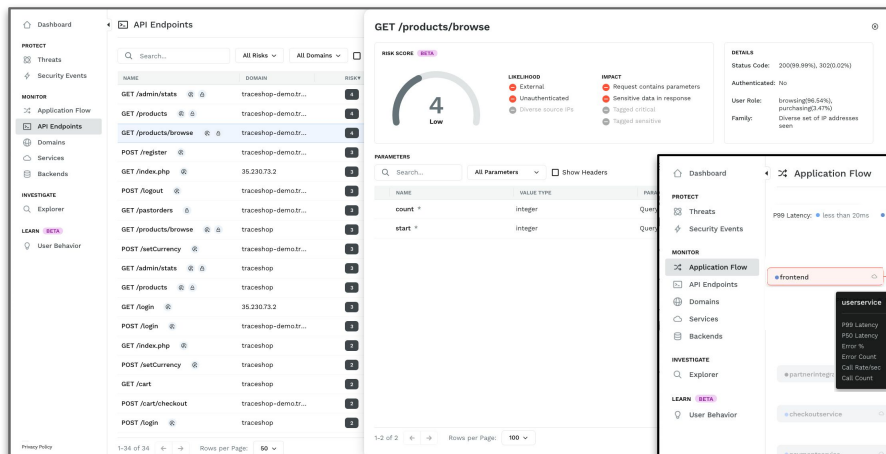 Dashboard
PROTECT
Threats
Security Events
MONITOR
Application Flow
API Endpoints
Domains
Services
Backends
INVESTIGATE
Explorer
LEARN BETA
User Behavior
Privacy Policy
API Endpoints
Search... All Risks All Domains
NAME DOMAIN RISK
GET /admin/stats traceshop-demo.tr... 4
GET /products traceshop-demo.tr... 4
GET /products/browse traceshop-demo.tr... 4
POST /register traceshop-demo.tr... 3
GET /index.php 35.230.73.2 3
POST /logout traceshop-demo.tr... 3
GET /pastorders traceshop-demo.tr... 3
GET /products/browse traceshop 3
POST /setCurrency traceshop-demo.tr... 3
GET /admin/stats traceshop 3
GET /products traceshop 3
GET /login 35.230.73.2 3
POST /login traceshop-demo.tr... 3
GET /index.php traceshop-demo.tr... 2
POST /setCurrency traceshop 2
GET /cart traceshop 2
POST /cart/checkout traceshop-demo.tr... 2
POST /login traceshop 2
1-34 of 34 Rows per Page: 50
GET /products/browse
RISK SCORE BETA
4
Low
LIKELIHOOD
External
Unauthenticated
Diverse source IPs
IMPACT
Request contains parameters
Sensitive data in response
Tagged critical
Tagged sensitive
DETAILS
Status Code: 200(99.99%), 302(0.02%)
Authenticated: No
User Role: browsing(96.54%),
purchasing(3.47%)
Family: Diverse set of IP addresses
seen
PARAMETERS
Search... All Parameters Show Headers
NAME VALUE TYPE PARA
count * integer Query
start * integer Query
1-2 of 2 Rows per Page: 100
Dashboard
PROTECT
Threats
Security Events
MONITOR
Application Flow
API Endpoints
Domains
Services
Backends
INVESTIGATE
Explorer
LEARN BETA
User Behavior
Application Flow
P99 Latency: less than 20ms
frontend
userservice
P99 Latency
P50 Latency
Error %
Error Count
Call Rate/sec
Call Count
partnerintegr
checkoutservice